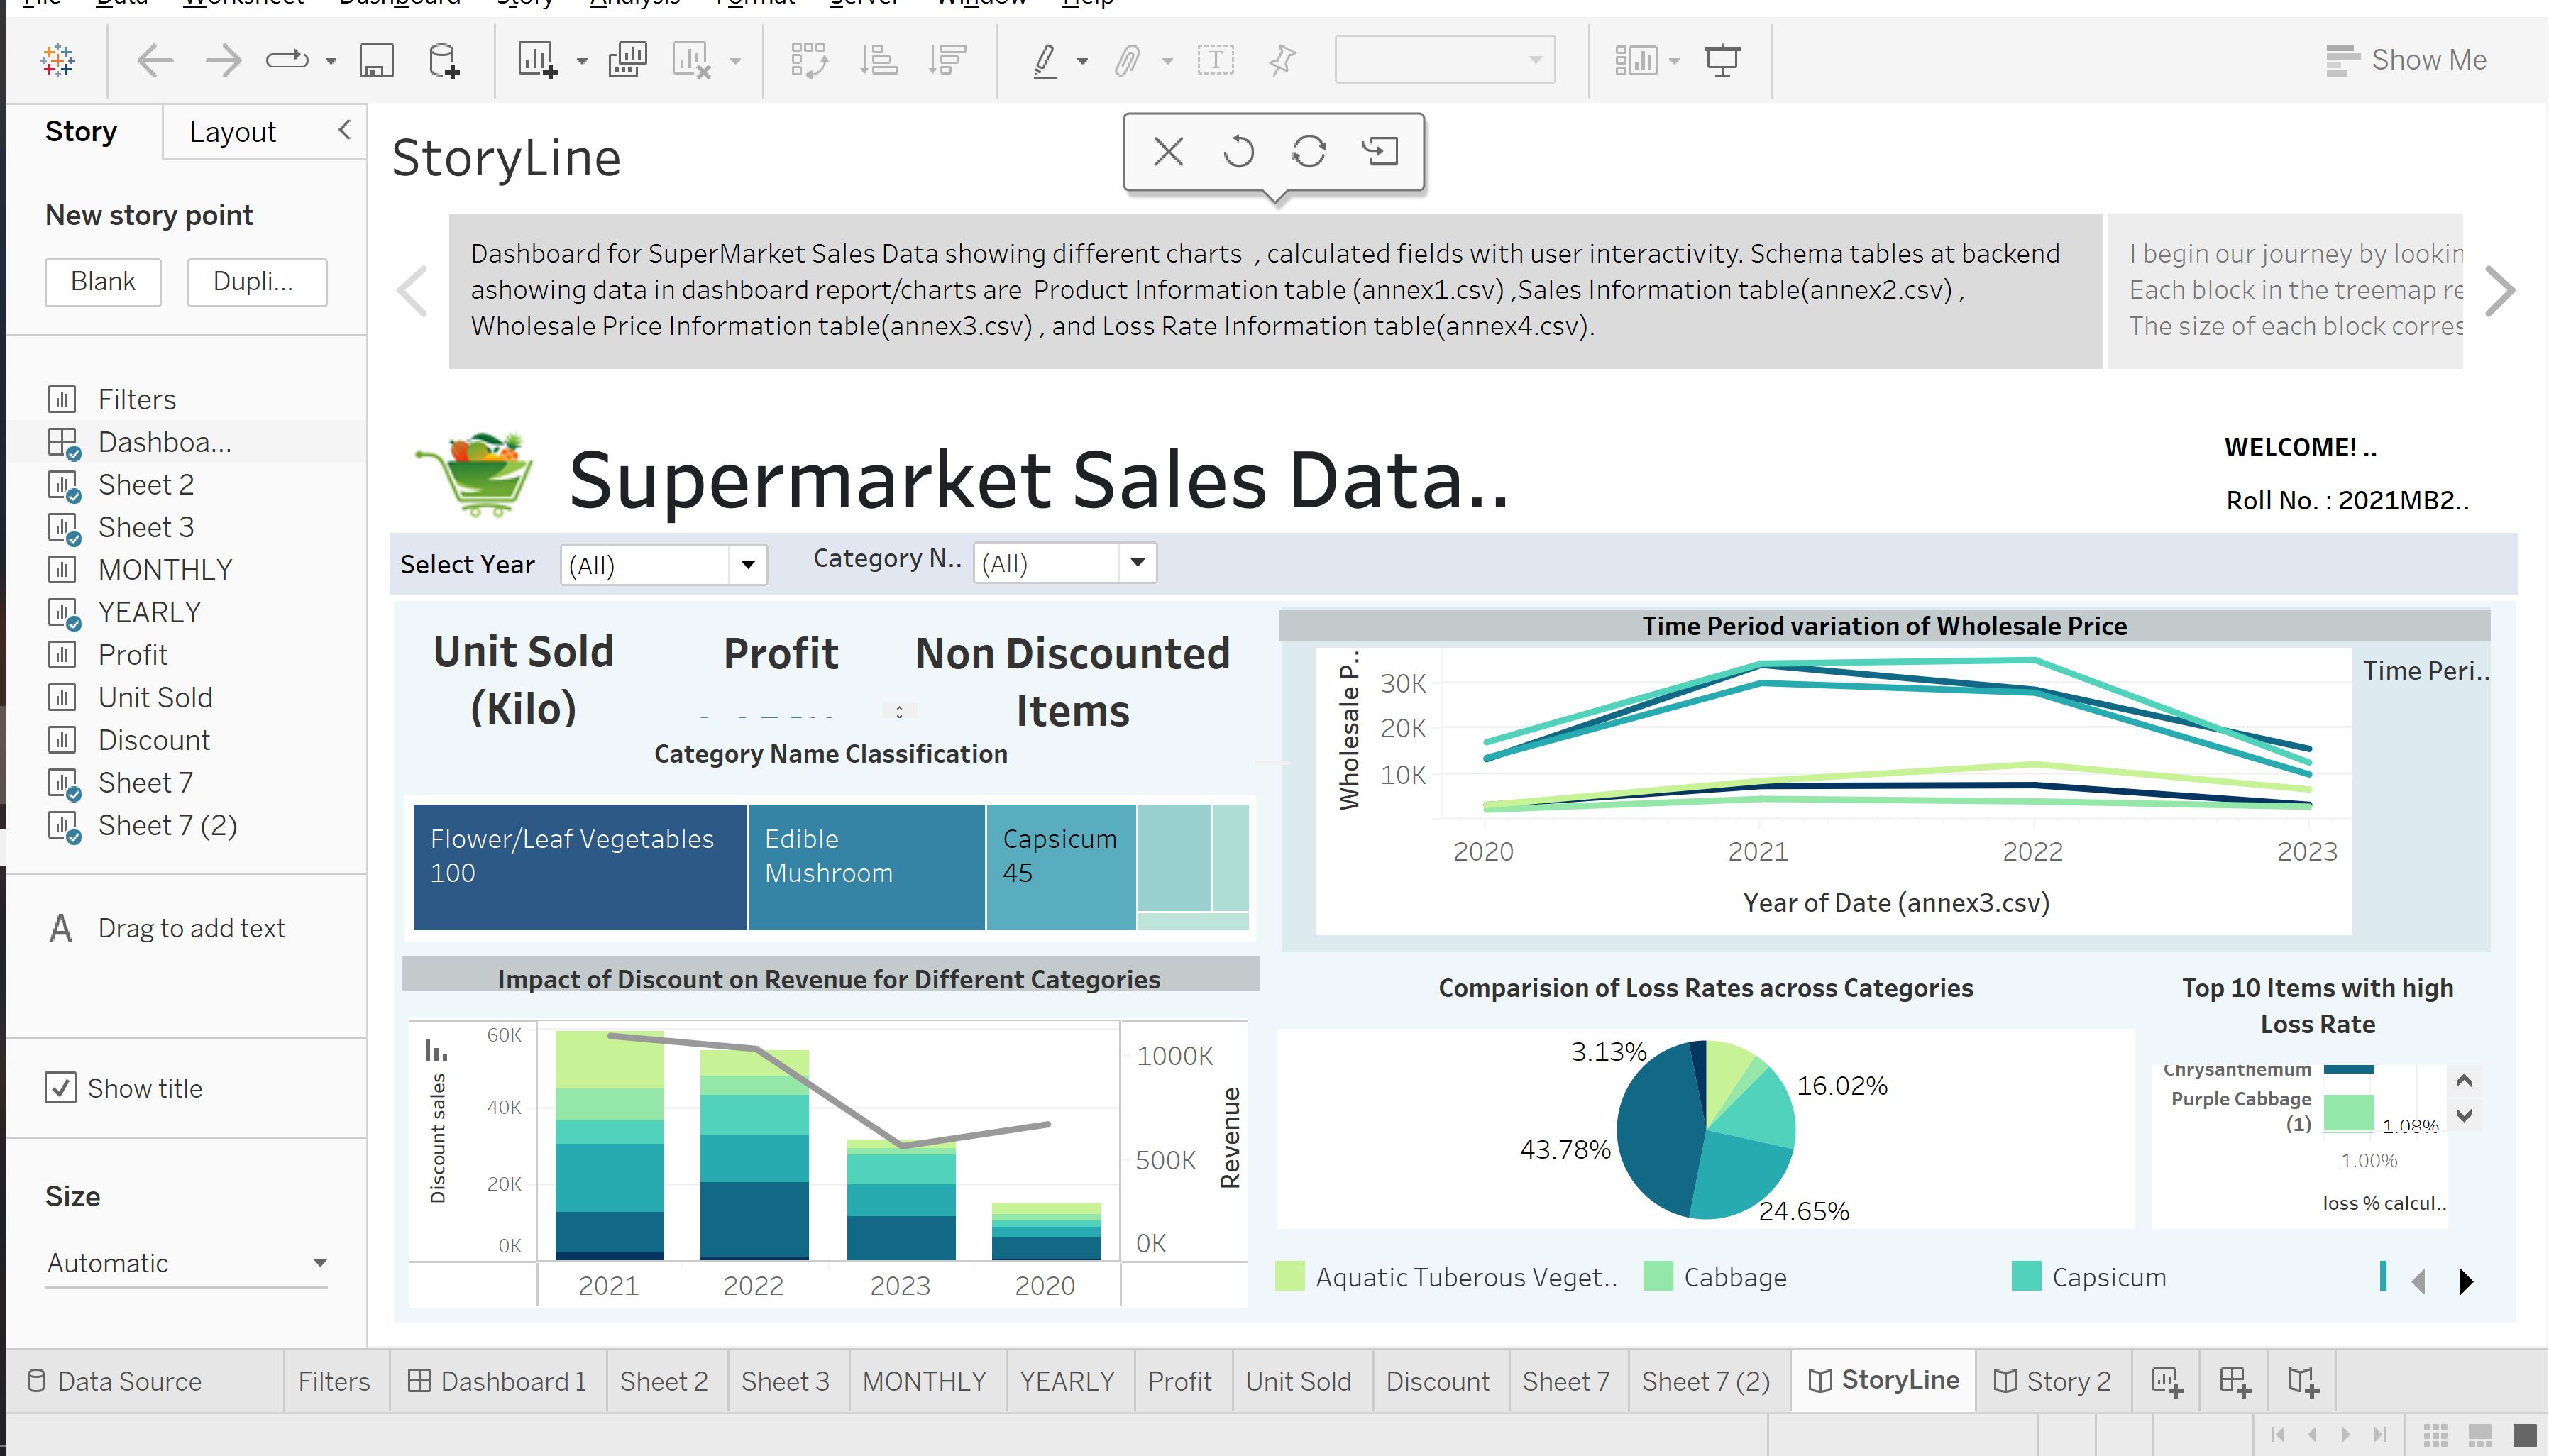 File Data Worksheet Dashboard Story Analysis Format Server Window Help
Show Me
Story Layout
New story point
Blank Dupli...
Filters
Dashboa...
Sheet 2
Sheet 3
MONTHLY
YEARLY
Profit
Unit Sold
Discount
Sheet 7
Sheet 7 (2)
A Drag to add text
Show title
Size
Automatic
StoryLine
Dashboard for SuperMarket Sales Data showing different charts , calculated fields with user interactivity. Schema tables at backend
ashowing data in dashboard report/charts are Product Information table (annex1.csv) ,Sales Information table(annex2.csv) ,
Wholesale Price Information table(annex3.csv) , and Loss Rate Information table(annex4.csv).
I begin our journey by lookin
Each block in the treemap re
The size of each block corres
Supermarket Sales Data..
WELCOME! ..
Roll No. : 2021MB2..
Select Year (All) Category N.. (All)
Unit Sold
(Kilo)
Profit
Non Discounted
Items
Category Name Classification
Flower/Leaf Vegetables
100
Edible
Mushroom
Capsicum
45
Time Period variation of Wholesale Price
Time Peri..
Wholesale P..
30K
20K
10K
2020 2021 2022 2023
Year of Date (annex3.csv)
Impact of Discount on Revenue for Different Categories
Discount sales
60K
40K
20K
0K
1000K
500K
0K
Revenue
2021 2022 2023 2020
Comparision of Loss Rates across Categories
3.13%
16.02%
43.78%
24.65%
Top 10 Items with high
Loss Rate
Chrysanthemum
Purple Cabbage
(1)
1.08%
1.00%
loss % calcul..
Aquatic Tuberous Veget.. Cabbage Capsicum
Data Source Filters Dashboard 1 Sheet 2 Sheet 3 MONTHLY YEARLY Profit Unit Sold Discount Sheet 7 Sheet 7 (2) StoryLine Story 2